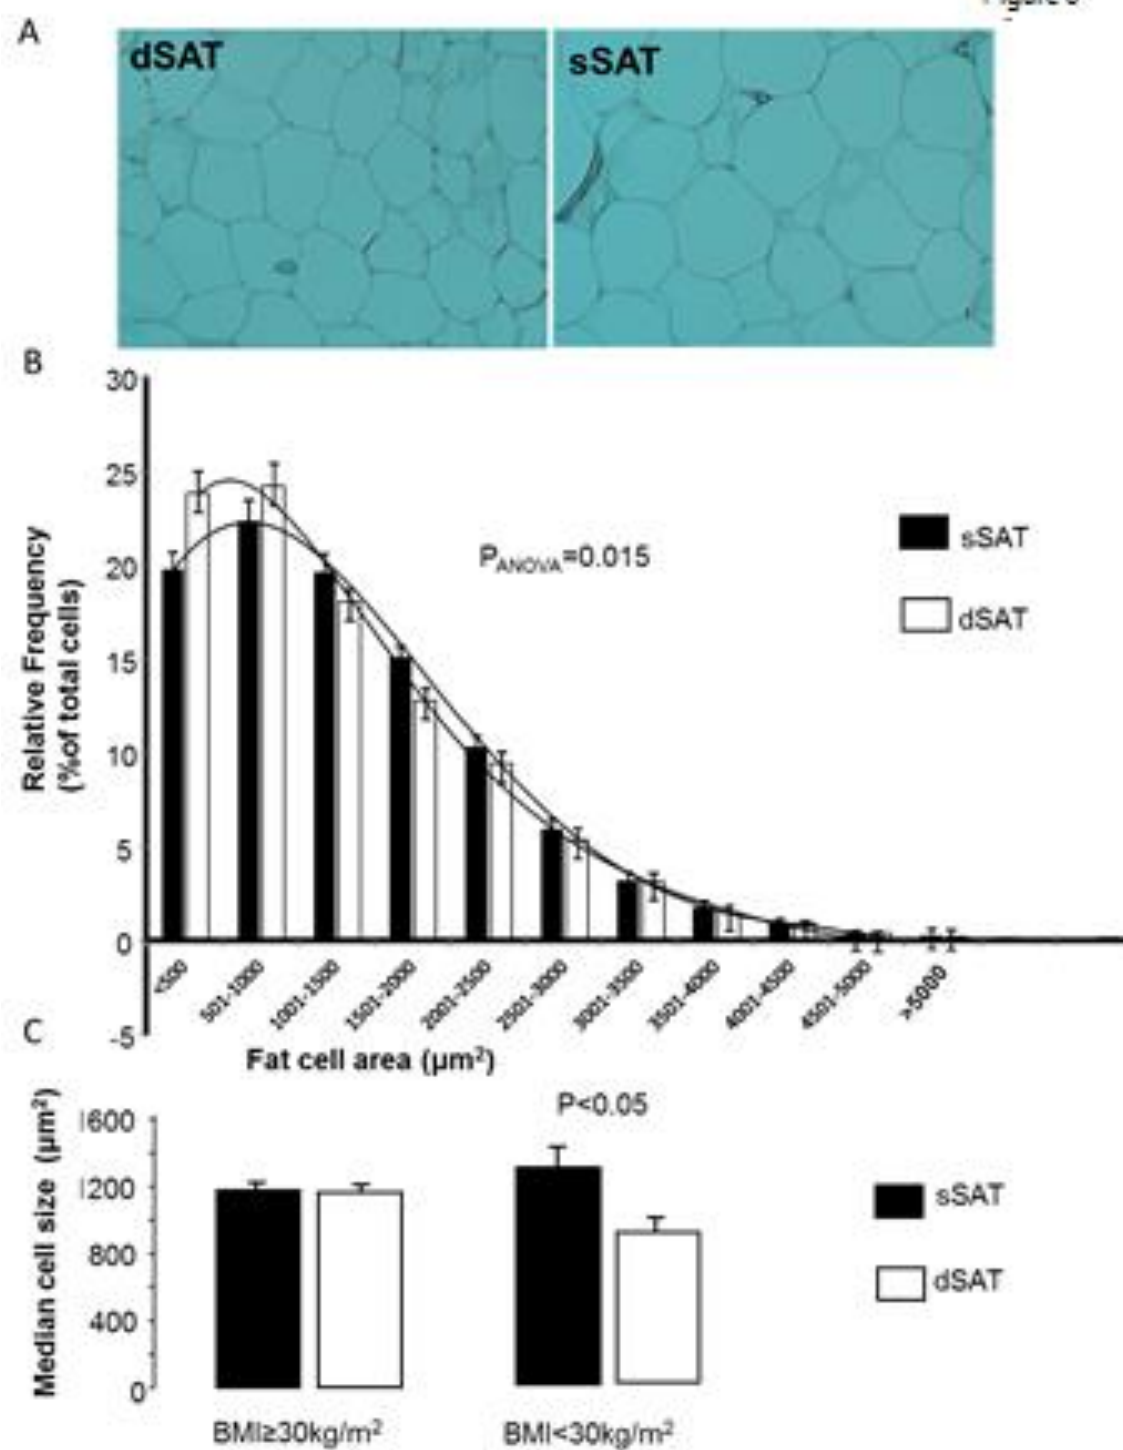 A
dSAT
sSAT
B
30
25
20
15
10
5
0
-5
Relative Frequency
(%of total cells)
PANOVA=0.015
sSAT
dSAT
<500
501-1000
1001-1500
1501-2000
2001-2500
2501-3000
3001-3500
3501-4000
4001-4500
4501-5000
>5000
Fat cell area (µm²)
C
P<0.05
1600
1200
800
400
0
Median cell size (µm²)
sSAT
dSAT
BMI≥30kg/m²
BMI<30kg/m²